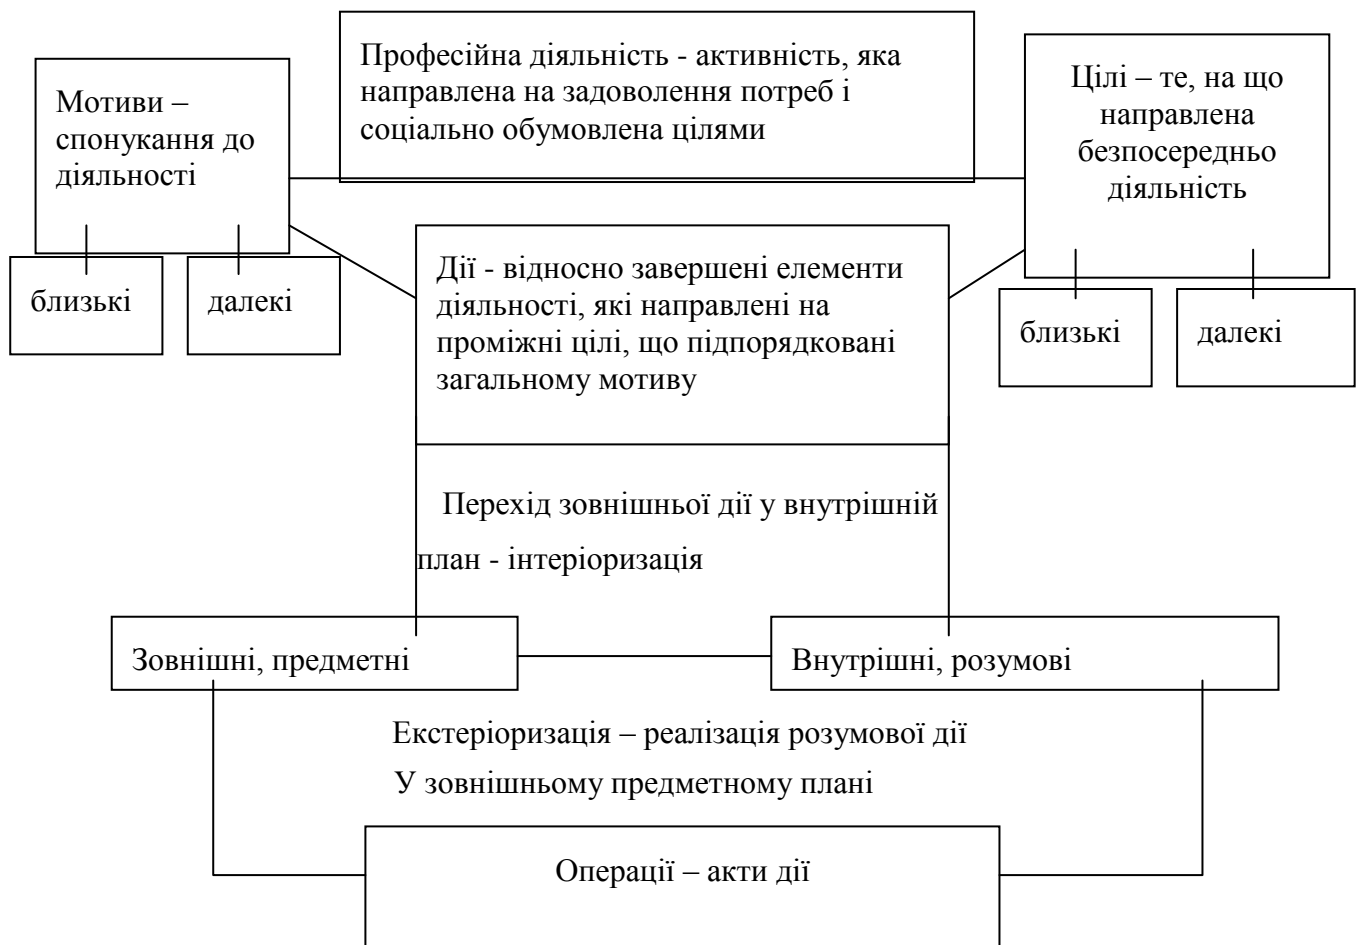 Професійна діяльність - активність, яка
направлена на задоволення потреб і
соціально обумовлена цілями
Мотиви –
спонукання до
діяльності
Цілі – те, на що
направлена
безпосередньо
діяльність
близькі
далекі
Дії - відносно завершені елементи
діяльності, які направлені на
проміжні цілі, що підпорядковані
загальному мотиву
близькі
далекі
Перехід зовнішньої дії у внутрішній
план - інтеріоризація
Зовнішні, предметні
Внутрішні, розумові
Екстеріоризація – реалізація розумової дії
У зовнішньому предметному плані
Операції – акти дії